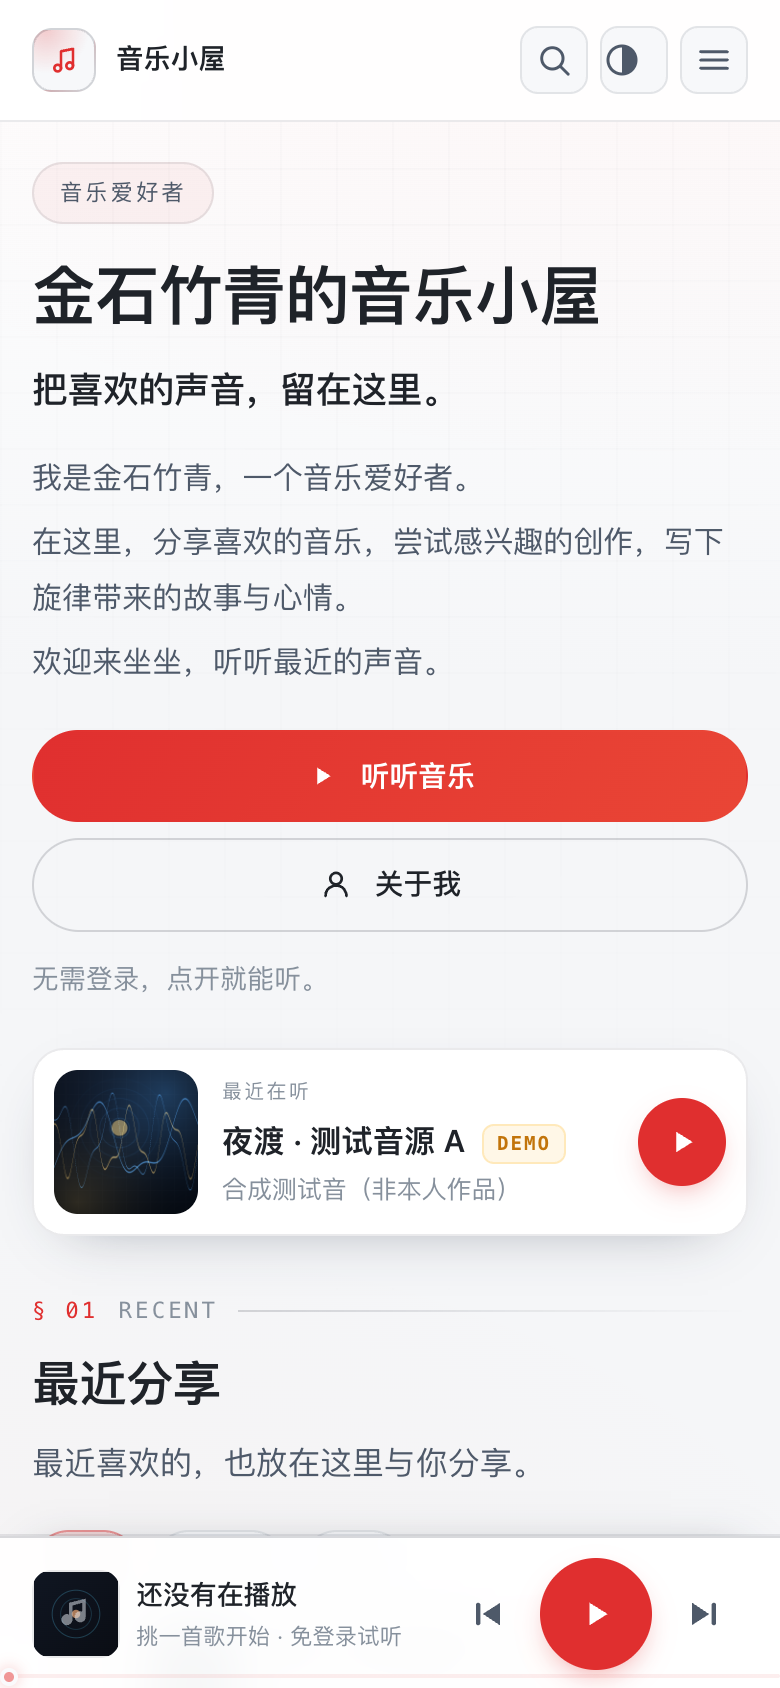 音乐小屋
音乐爱好者
金石竹青的音乐小屋
把喜欢的声音，留在这里。
我是金石竹青，一个音乐爱好者。
在这里，分享喜欢的音乐，尝试感兴趣的创作，写下
旋律带来的故事与心情。
欢迎来坐坐，听听最近的声音。
听听音乐
关于我
无需登录，点开就能听。
最近在听
夜渡 · 测试音源 A DEMO
合成测试音（非本人作品）
§ 01 RECENT
最近分享
最近喜欢的，也放在这里与你分享。
还没有在播放
挑一首歌开始 · 免登录试听